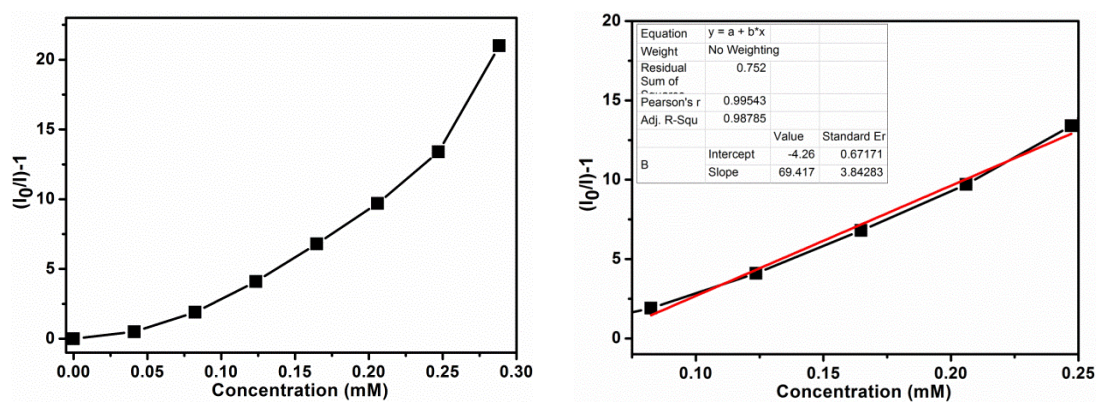 20
15
10
5
0
(I0/I)-1
0.00 0.05 0.10 0.15 0.20 0.25 0.30
Concentration (mM)
20
15
10
5
0
(I0/I)-1
Equation y = a + b*x
Weight No Weighting
Residual 0.752
Sum of
Pearson's r 0.99543
Adj. R-Squ 0.98785
Value Standard Er
B
Intercept -4.26 0.67171
Slope 69.417 3.84283
0.10 0.15 0.20 0.25
Concentration (mM)